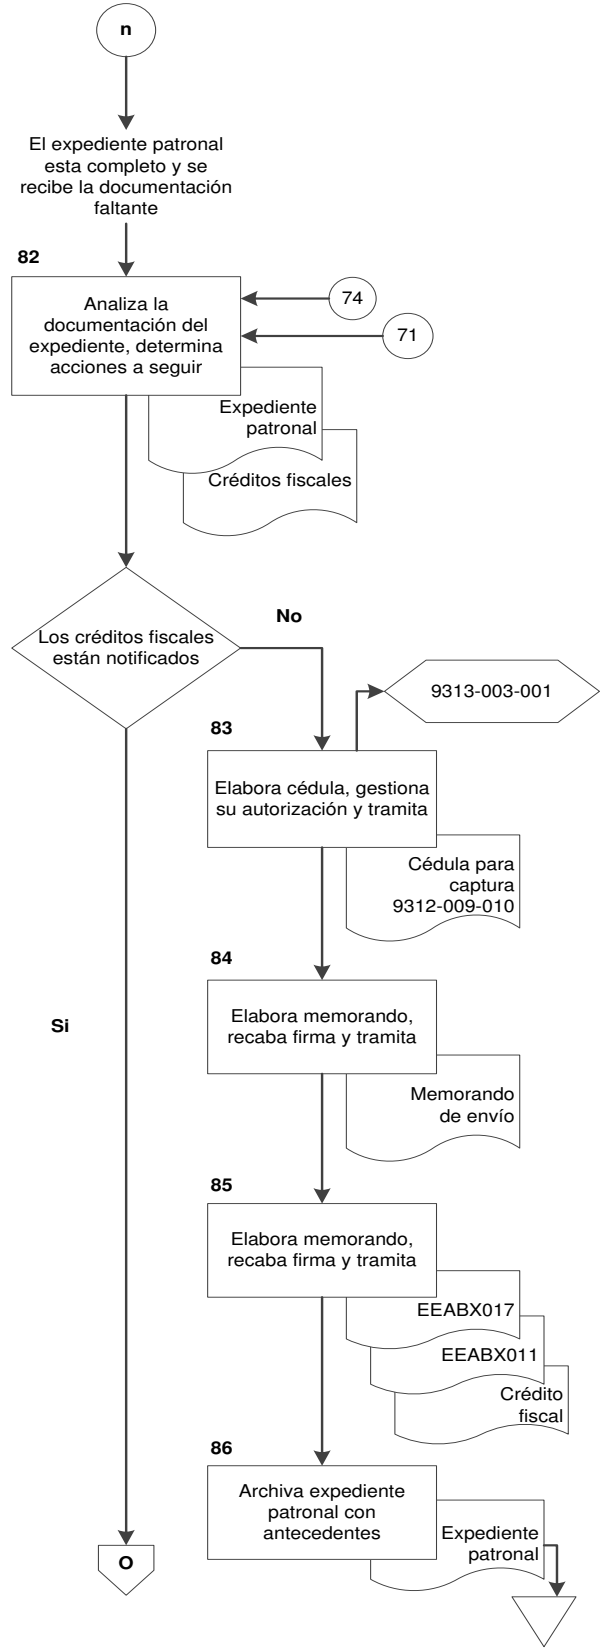 n
El expediente patronal
esta completo y se
recibe la documentación
faltante
82
Analiza la
documentación del
expediente, determina
acciones a seguir
74
71
Expediente
patronal
Créditos fiscales
Los créditos fiscales
están notificados
No
9313-003-001
83
Elabora cédula, gestiona
su autorización y tramita
Cédula para
captura
9312-009-010
84
Elabora memorando,
recaba firma y tramita
Si
Memorando
de envío
85
Elabora memorando,
recaba firma y tramita
EEABX017
EEABX011
Crédito
fiscal
86
Archiva expediente
patronal con
antecedentes
Expediente
patronal
O